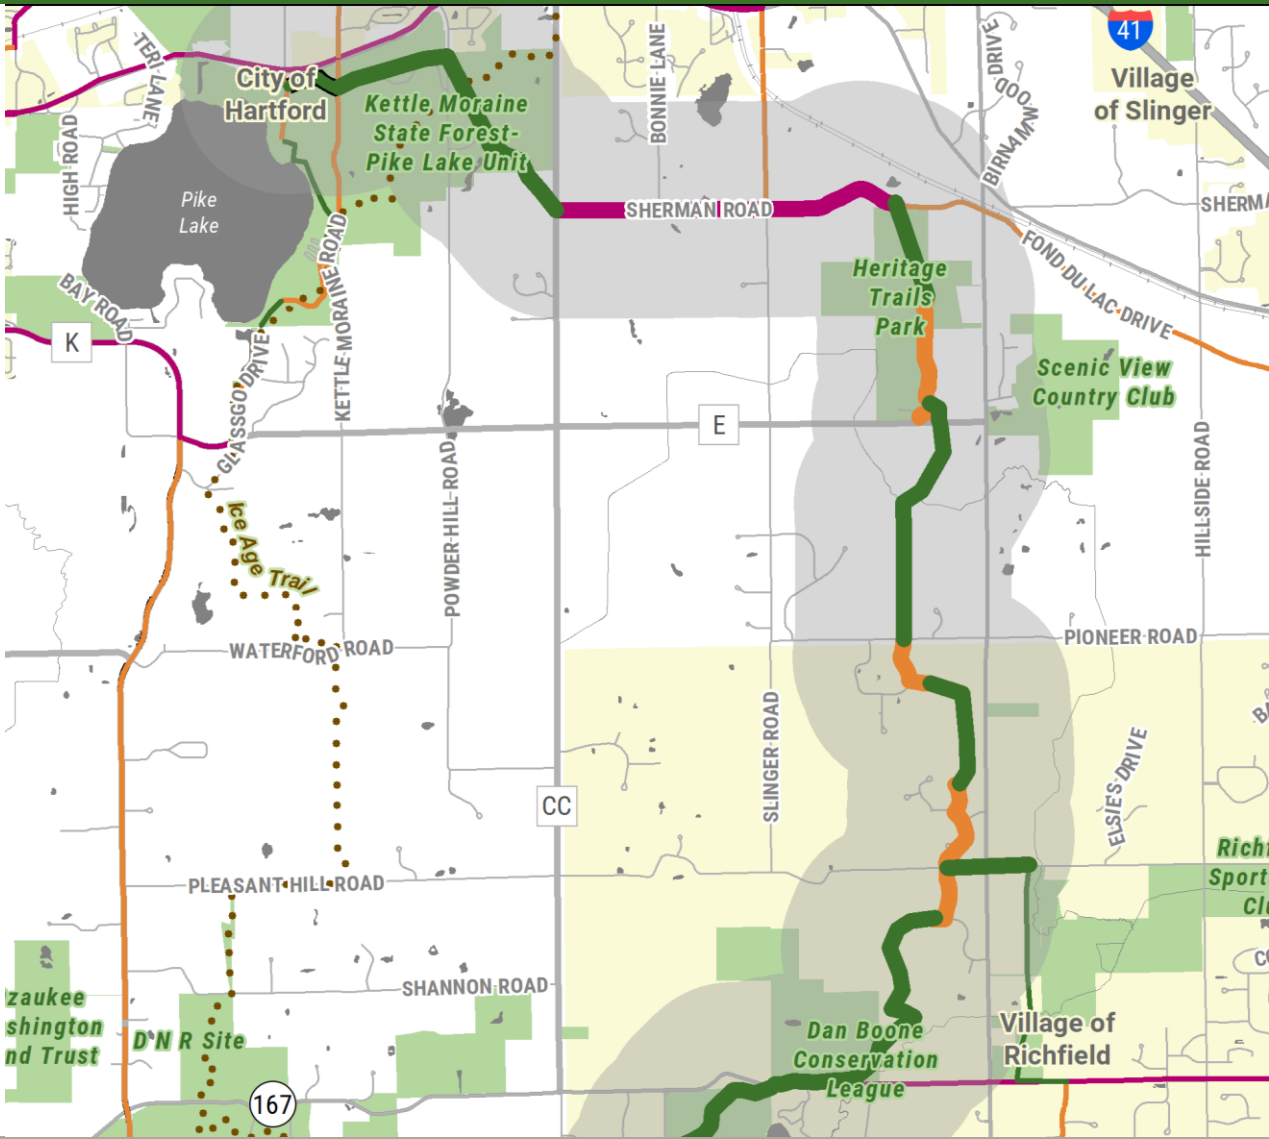 41
Village
of Slinger
TERI LANE
City of
Hartford
BONNIE LANE
DRIVE
BIRNAMWOOD
Kettle Moraine
State Forest-
Pike Lake Unit
HIGH ROAD
Pike
Lake
SHERMAN ROAD
SHERMA
KETTLE MORAINE ROAD
FOND DU LAC DRIVE
Heritage
Trails
Park
BAY ROAD
K
GLASSGO DRIVE
Scenic View
Country Club
E
POWDER HILL ROAD
HILLSIDE ROAD
Ice Age Trail
WATERFORD ROAD
PIONEER ROAD
SLINGER ROAD
BA
ELSIE'S DRIVE
CC
PLEASANT HILL ROAD
Richf
Sport
Clu
CO
SHANNON ROAD
zaukee
shington
nd Trust
D N R Site
Dan Boone
Conservation
League
Village of
Richfield
167